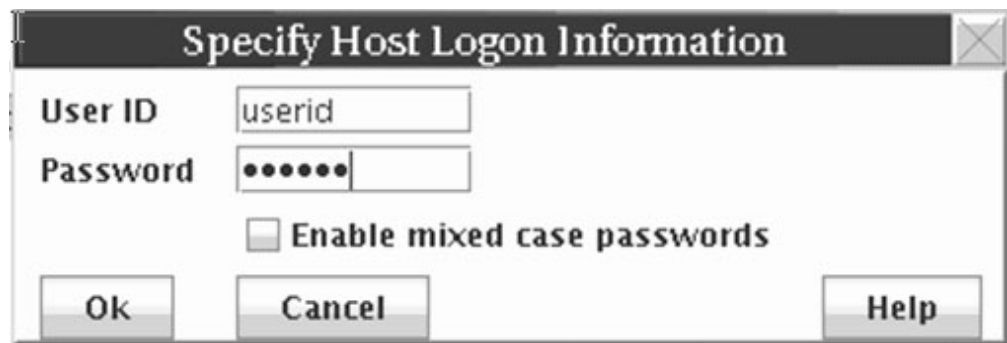 Specify Host Logon Information
User ID userid
Password ••••••
Enable mixed case passwords
Ok Cancel Help